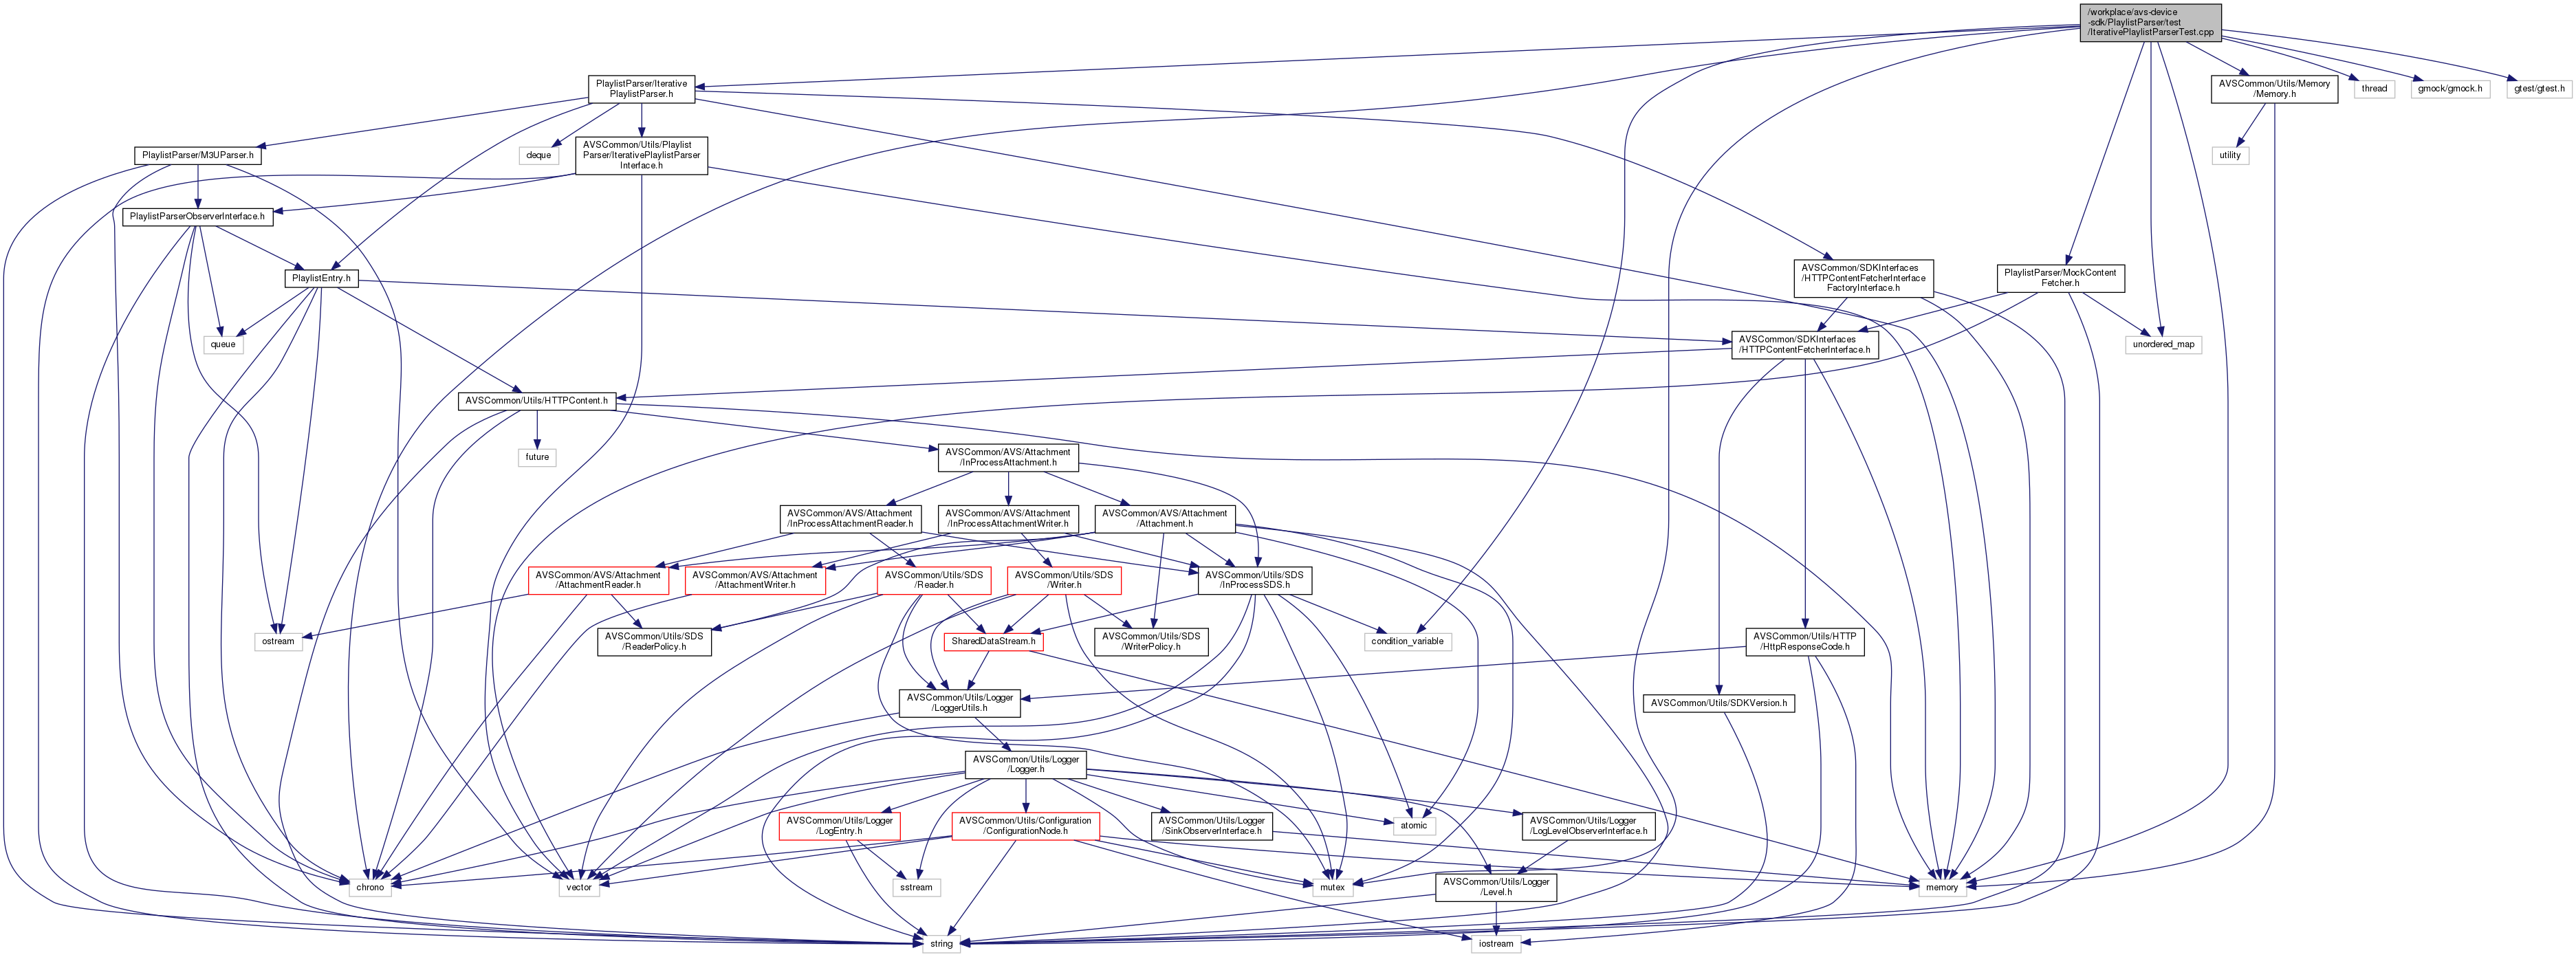 /workplace/avs-device
-sdk/PlaylistParser/test
/IterativePlaylistParserTest.cpp
PlaylistParser/Iterative
PlaylistParser.h
AVSCommon/Utils/Memory
/Memory.h
thread
gmock/gmock.h
gtest/gtest.h
PlaylistParser/M3UParser.h
deque
AVSCommon/Utils/Playlist
Parser/IterativePlaylistParser
Interface.h
utility
PlaylistParserObserverInterface.h
PlaylistEntry.h
AVSCommon/SDKInterfaces
/HTTPContentFetcherInterface
FactoryInterface.h
PlaylistParser/MockContent
Fetcher.h
queue
AVSCommon/SDKInterfaces
/HTTPContentFetcherInterface.h
unordered_map
AVSCommon/Utils/HTTPContent.h
future
AVSCommon/AVS/Attachment
/InProcessAttachment.h
AVSCommon/AVS/Attachment
/InProcessAttachmentReader.h
AVSCommon/AVS/Attachment
/InProcessAttachmentWriter.h
AVSCommon/AVS/Attachment
/Attachment.h
AVSCommon/AVS/Attachment
/AttachmentReader.h
AVSCommon/AVS/Attachment
/AttachmentWriter.h
AVSCommon/Utils/SDS
/Reader.h
AVSCommon/Utils/SDS
/Writer.h
AVSCommon/Utils/SDS
/InProcessSDS.h
ostream
AVSCommon/Utils/SDS
/ReaderPolicy.h
SharedDataStream.h
AVSCommon/Utils/SDS
/WriterPolicy.h
condition_variable
AVSCommon/Utils/HTTP
/HttpResponseCode.h
AVSCommon/Utils/Logger
/LoggerUtils.h
AVSCommon/Utils/SDKVersion.h
AVSCommon/Utils/Logger
/Logger.h
AVSCommon/Utils/Logger
/LogEntry.h
AVSCommon/Utils/Configuration
/ConfigurationNode.h
AVSCommon/Utils/Logger
/SinkObserverInterface.h
atomic
AVSCommon/Utils/Logger
/LogLevelObserverInterface.h
chrono
vector
sstream
mutex
AVSCommon/Utils/Logger
/Level.h
memory
string
iostream